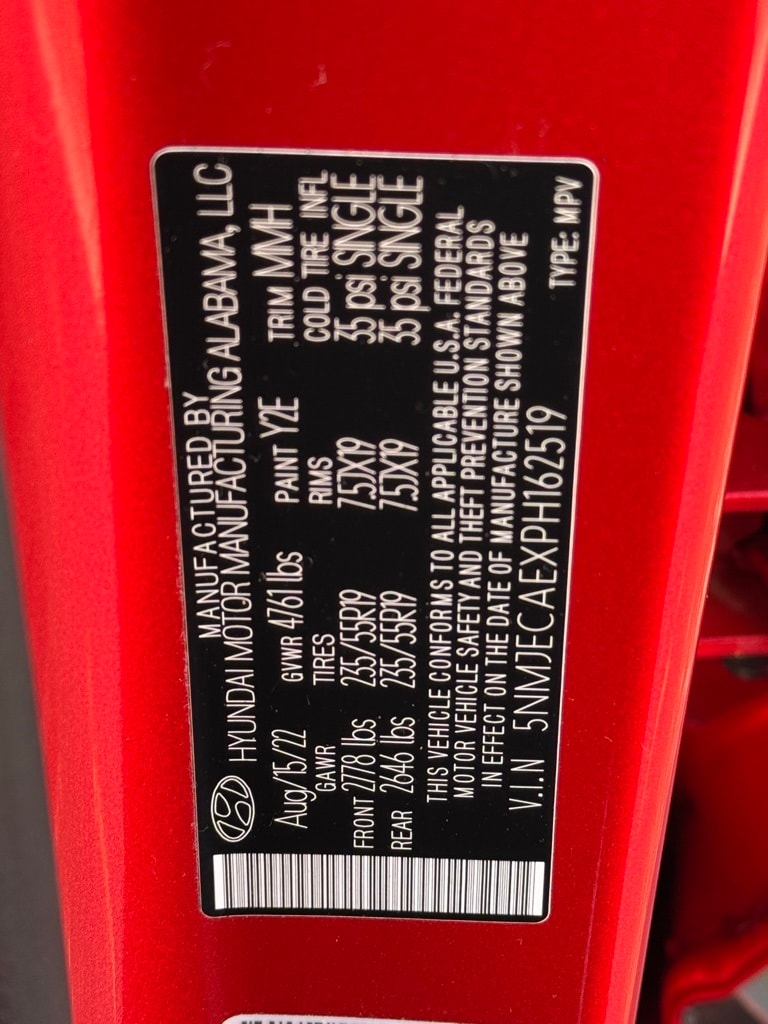 MANUFACTURED BY
HYUNDAI MOTOR MANUFACTURING ALABAMA, LLC
Aug/15/22 GVWR 4761 lbs PAINT Y2E TRIM MMH
GAWR TIRES RIMS COLD TIRE INFL
FRONT 2778 lbs 235/55R19 7.5JX19 35 psi SINGLE
REAR 2646 lbs 235/55R19 7.5JX19 35 psi SINGLE
THIS VEHICLE CONFORMS TO ALL APPLICABLE U.S.A. FEDERAL
MOTOR VEHICLE SAFETY AND THEFT PREVENTION STANDARDS
IN EFFECT ON THE DATE OF MANUFACTURE SHOWN ABOVE
V.I.N 5NMJECAEXPH162519
TYPE: MPV